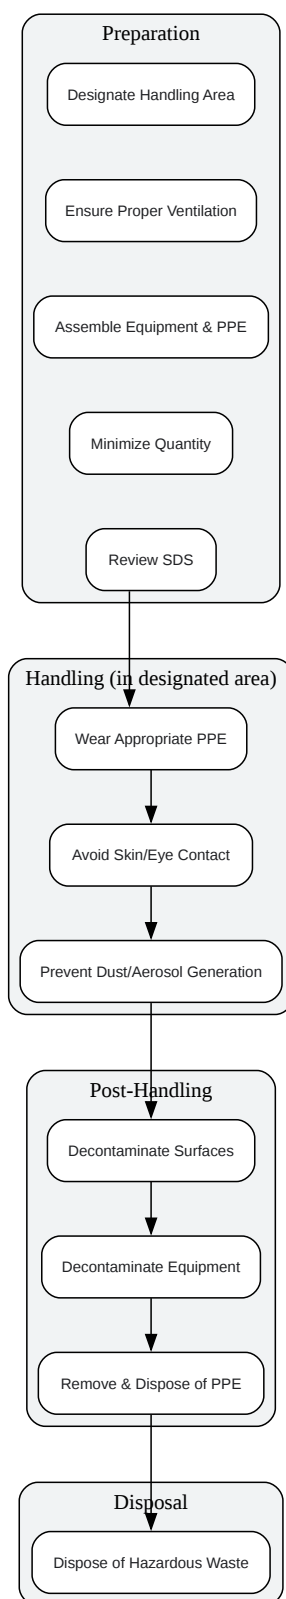 Preparation
Designate Handling Area
Ensure Proper Ventilation
Assemble Equipment & PPE
Minimize Quantity
Review SDS
Handling (in designated area)
Wear Appropriate PPE
Avoid Skin/Eye Contact
Prevent Dust/Aerosol Generation
Post-Handling
Decontaminate Surfaces
Decontaminate Equipment
Remove & Dispose of PPE
Disposal
Dispose of Hazardous Waste